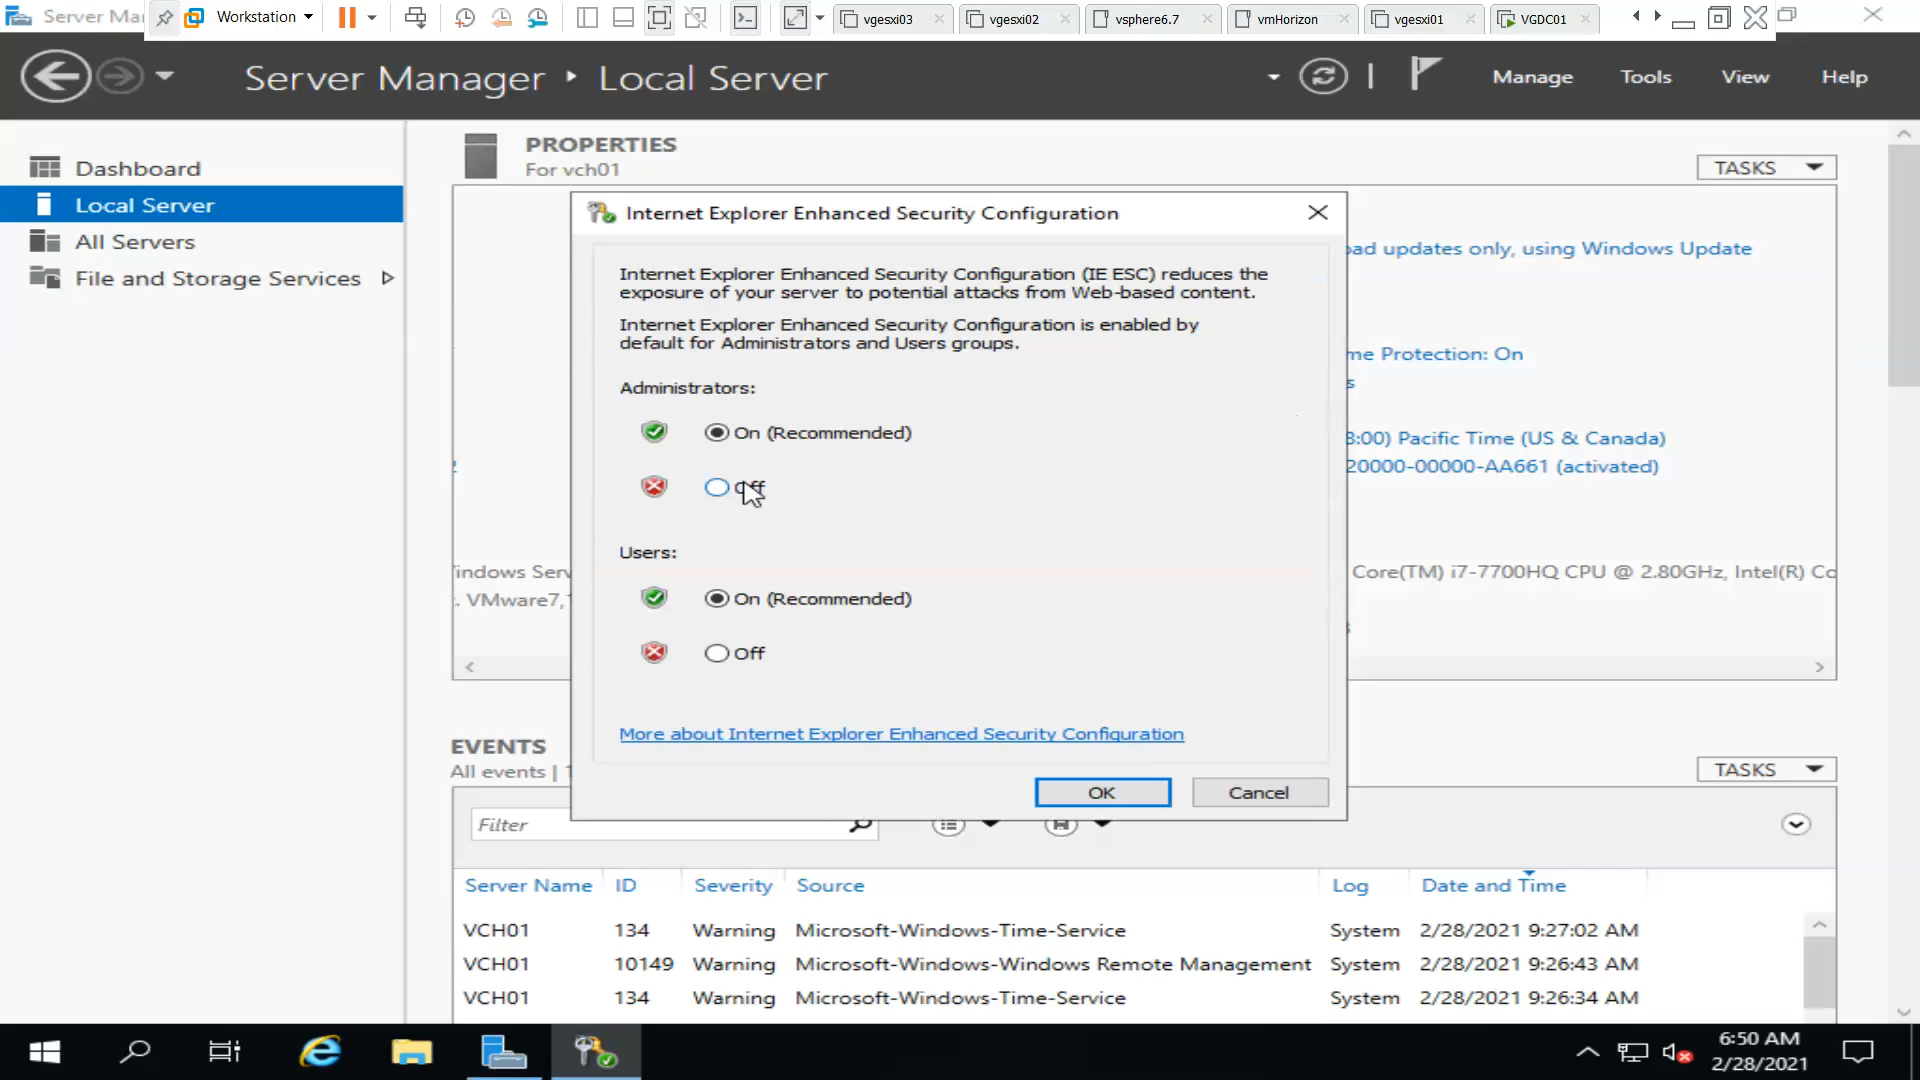 Server Ma
Workstation
vgesxi03
vgesxi02
vsphere6.7
vmHorizon
vgesxi01
VGDC01
Server Manager
Local Server
Manage
Tools
View
Help
Dashboard
Local Server
All Servers
File and Storage Services
PROPERTIES
For vch01
TASKS
Internet Explorer Enhanced Security Configuration
Internet Explorer Enhanced Security Configuration (IE ESC) reduces the
exposure of your server to potential attacks from Web-based content.
Internet Explorer Enhanced Security Configuration is enabled by
default for Administrators and Users groups.
Administrators:
On (Recommended)
Off
Users:
On (Recommended)
Off
More about Internet Explorer Enhanced Security Configuration
OK
Cancel
ad updates only, using Windows Update
me Protection: On
s
8:00) Pacific Time (US & Canada)
20000-00000-AA661 (activated)
indows Serv
. VMware7,
Core(TM) i7-7700HQ CPU @ 2.80GHz, Intel(R) Co
EVENTS
All events |
TASKS
Filter
Server Name ID Severity Source Log Date and Time
VCH01 134 Warning Microsoft-Windows-Time-Service System 2/28/2021 9:27:02 AM
VCH01 10149 Warning Microsoft-Windows-Windows Remote Management System 2/28/2021 9:26:43 AM
VCH01 134 Warning Microsoft-Windows-Time-Service System 2/28/2021 9:26:34 AM
6:50 AM
2/28/2021